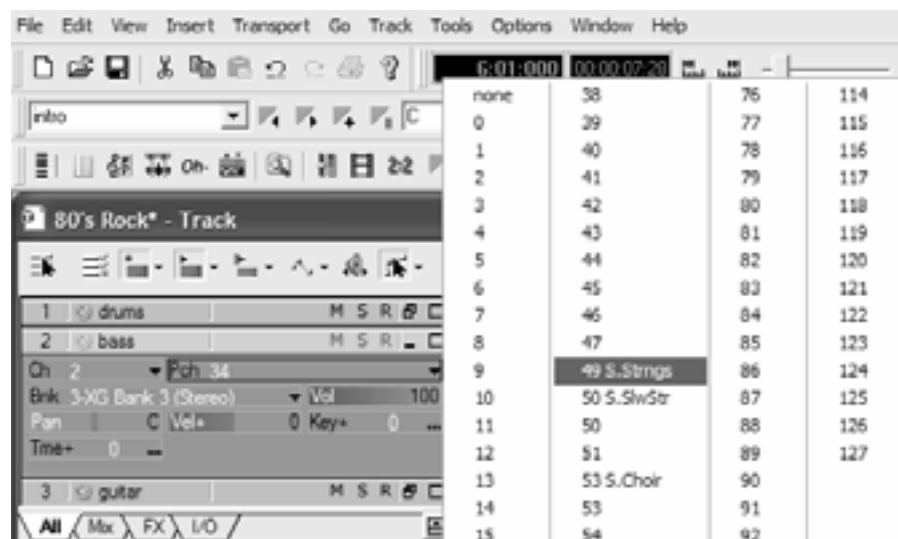 File Edit View Insert Transport Go Track Tools Options Window Help
6:01:000 00:00:07:28
intro C
80's Rock* - Track
1 drums M S R
2 bass M S R
Ch 2 Pch 34
Bnk 3-XG Bank 3 (Stereo) Vol 100
Pan C Vel+ 0 Key+ 0
Tme+ 0
3 guitar M S R
All Mix FX I/O
none 38 76 114
0 39 77 115
1 40 78 116
2 41 79 117
3 42 80 118
4 43 81 119
5 44 82 120
6 45 83 121
7 46 84 122
8 47 85 123
9 49 S.Strngs 86 124
10 50 S.SlwStr 87 125
11 50 88 126
12 51 89 127
13 53 S.Choir 90
14 53 91
15 54 92